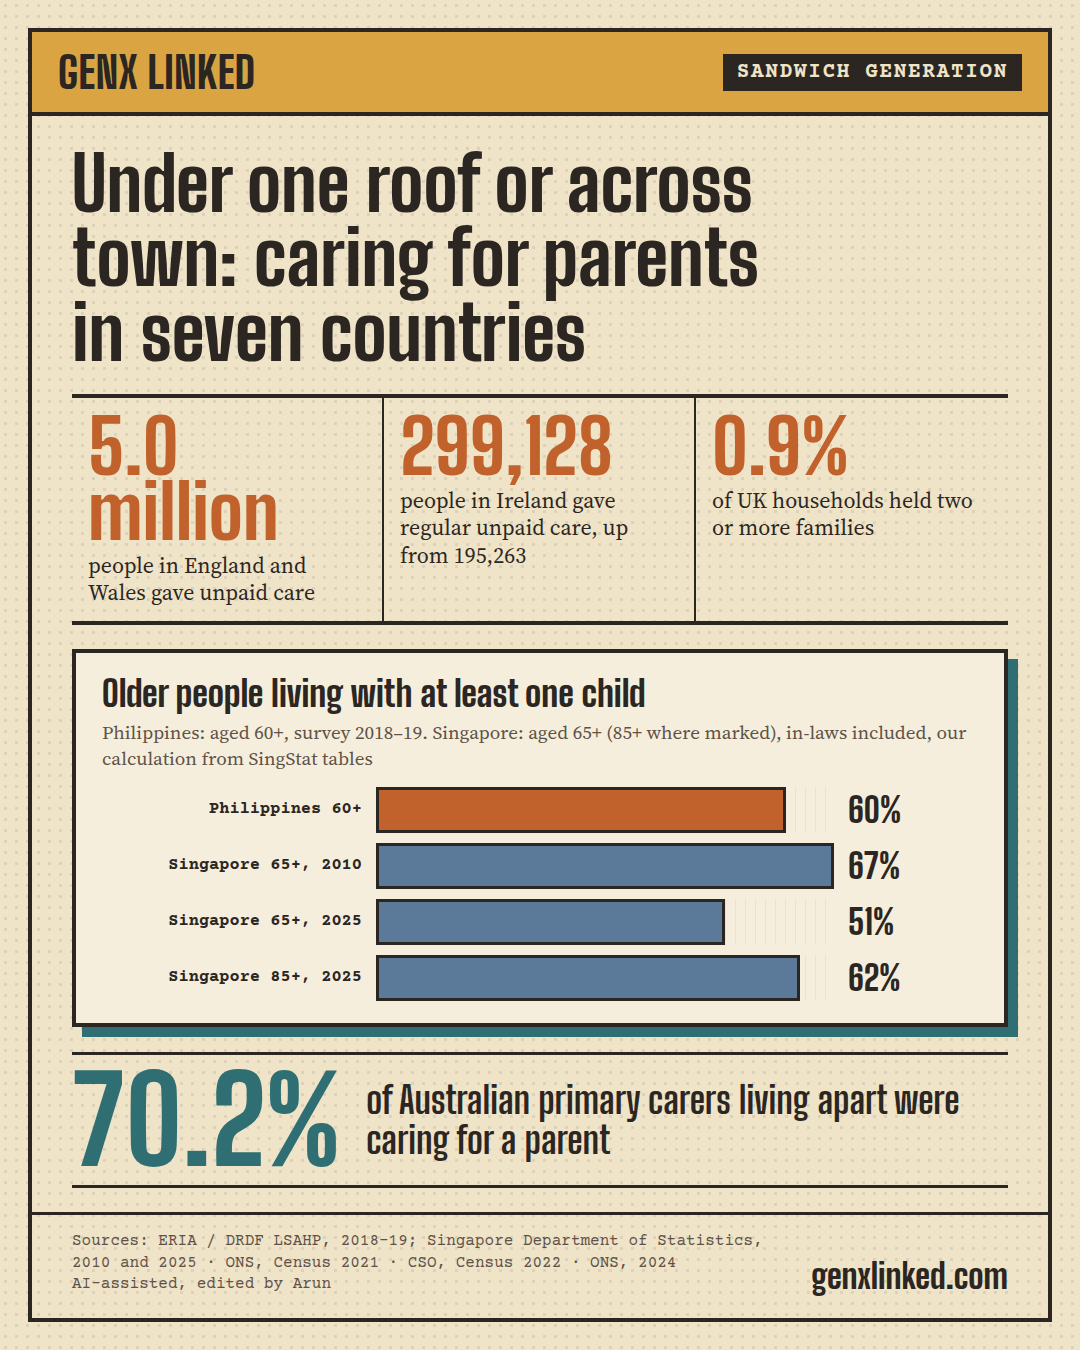 GENX LINKED
SANDWICH GENERATION
Under one roof or across
town: caring for parents
in seven countries
5.0
million
people in England and
Wales gave unpaid care
299,128
people in Ireland gave
regular unpaid care, up
from 195,263
0.9%
of UK households held two
or more families
Older people living with at least one child
Philippines: aged 60+, survey 2018–19. Singapore: aged 65+ (85+ where marked), in-laws included, our
calculation from SingStat tables
Philippines 60+ 60%
Singapore 65+, 2010 67%
Singapore 65+, 2025 51%
Singapore 85+, 2025 62%
70.2%
of Australian primary carers living apart were
caring for a parent
Sources: ERIA / DRDF LSAHP, 2018–19; Singapore Department of Statistics,
2010 and 2025 · ONS, Census 2021 · CSO, Census 2022 · ONS, 2024
AI-assisted, edited by Arun
genxlinked.com